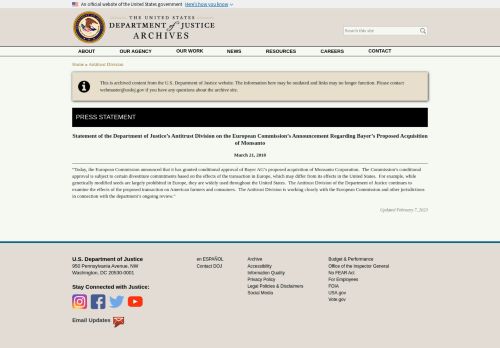 An official website of the United States government Here's how you know
THE UNITED STATES
DEPARTMENT of JUSTICE
ARCHIVES
Search this site
ABOUT OUR AGENCY OUR WORK NEWS RESOURCES CAREERS CONTACT
Home » Antitrust Division
This is archived content from the U.S. Department of Justice website. The information here may be outdated and links may no longer function. Please contact
webmaster@usdoj.gov if you have any questions about the archive site.
PRESS STATEMENT
Statement of the Department of Justice's Antitrust Division on the European Commission's Announcement Regarding Bayer's Proposed Acquisition
of Monsanto
March 21, 2018
"Today, the European Commission announced that it has granted conditional approval of Bayer AG's proposed acquisition of Monsanto Corporation. The Commission's conditional
approval is subject to certain divestiture commitments based on the effects of the transaction in Europe, which may differ from its effects in the United States. For example, while
genetically modified seeds are largely prohibited in Europe, they are widely used throughout the United States. The Antitrust Division of the Department of Justice continues to
examine the effects of the proposed transaction on American farmers and consumers. The Antitrust Division is working closely with the European Commission and other jurisdictions
in connection with the department's ongoing review."
Updated February 7, 2023
U.S. Department of Justice
950 Pennsylvania Avenue, NW
Washington, DC 20530-0001
Stay Connected with Justice:
Email Updates
en ESPAÑOL
Contact DOJ
Archive
Accessibility
Information Quality
Privacy Policy
Legal Policies & Disclaimers
Social Media
Budget & Performance
Office of the Inspector General
No FEAR Act
For Employees
FOIA
USA.gov
Vote.gov